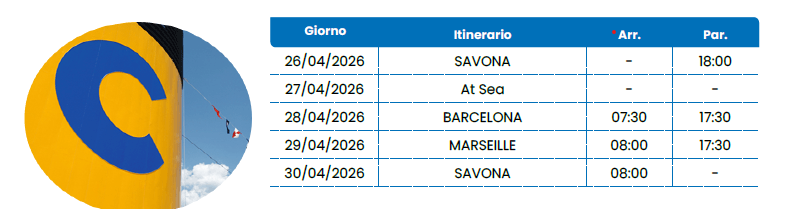 C
Giorno Itinerario *Arr. Par.
26/04/2026 SAVONA - 18:00
27/04/2026 At Sea - -
28/04/2026 BARCELONA 07:30 17:30
29/04/2026 MARSEILLE 08:00 17:30
30/04/2026 SAVONA 08:00 -